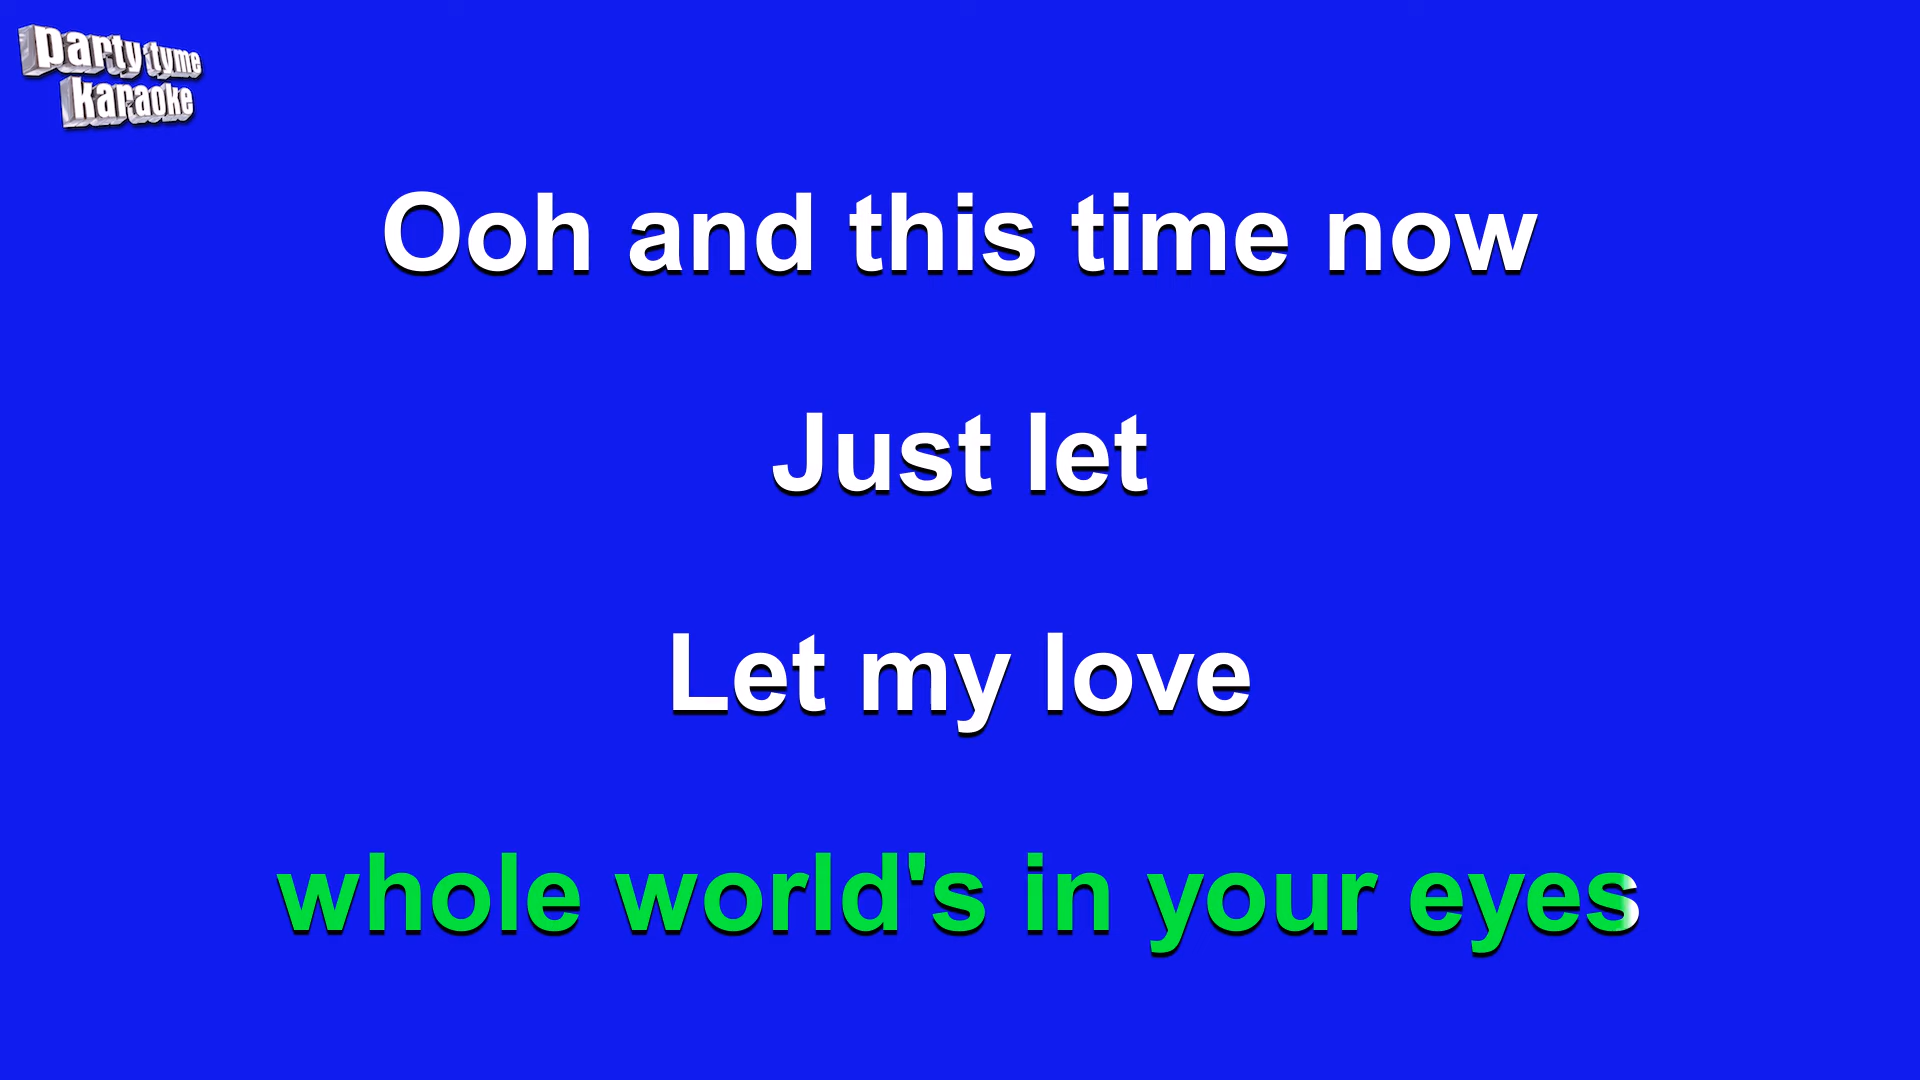 party tyme
karaoke
Ooh and this time now
Just let
Let my love
whole world's in your eyes